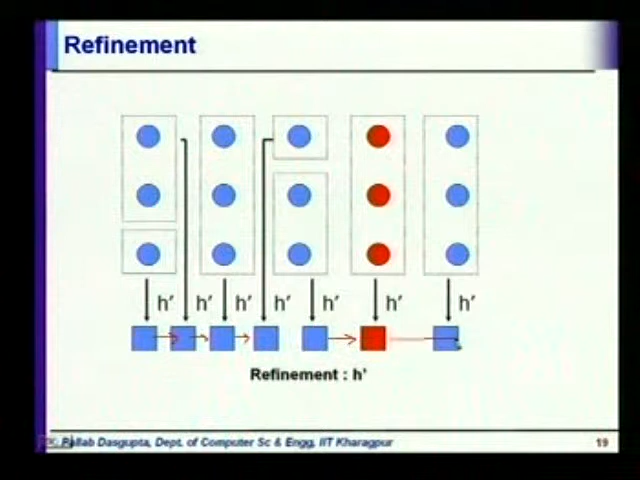 Refinement
h' h' h' h' h' h' h'
Refinement : h'
Pallab Dasgupta, Dept. of Computer Sc & Engg, IIT Kharagpur
19